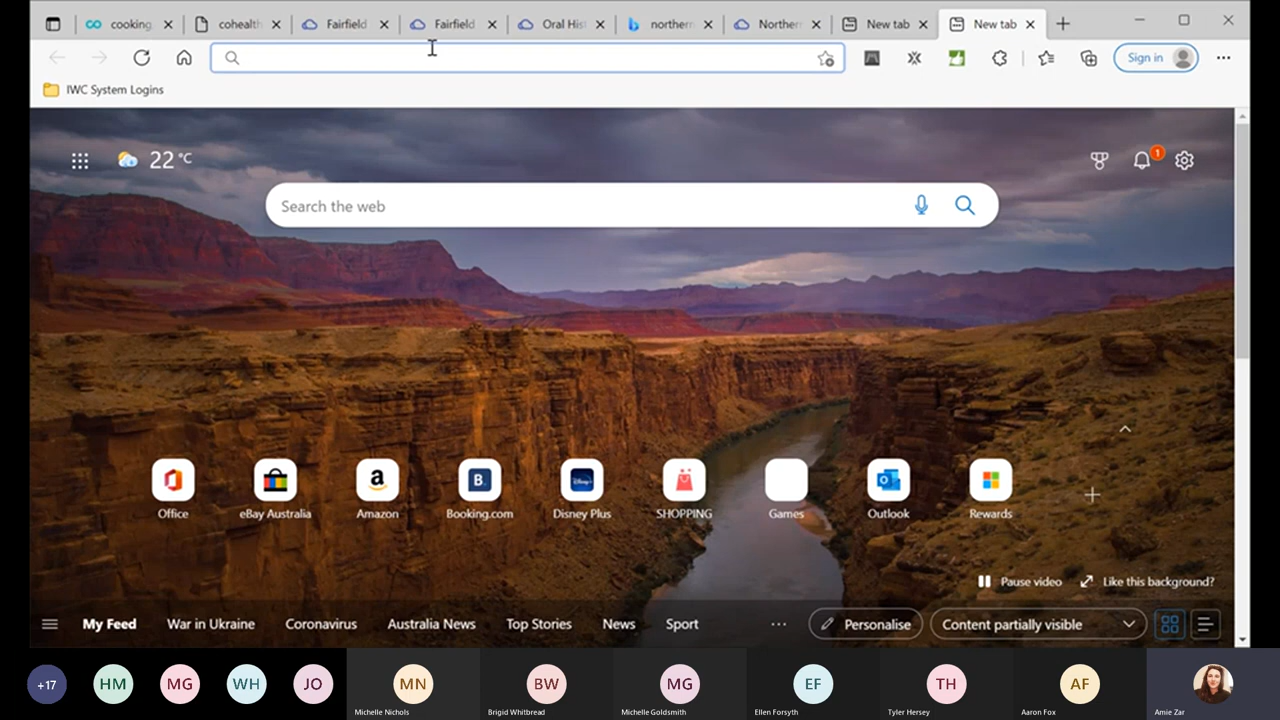 cooking
cohealth
Fairfield
Fairfield
Oral His
northern
Northern
New tab
New tab
Sign in
IWC System Logins
22 °C
1
Search the web
Office
eBay Australia
a
Amazon
B.
Booking.com
Disney+
Disney Plus
SHOPPING
Games
Outlook
Rewards
Pause video
Like this background?
My Feed
War in Ukraine
Coronavirus
Australia News
Top Stories
News
Sport
Personalise
Content partially visible
+17
HM
MG
WH
JO
MN
Michelle Nichols
BW
Brigid Whitbread
MG
Michelle Goldsmith
EF
Ellen Forsyth
TH
Tyler Hersey
AF
Aaron Fox
Amie Zar